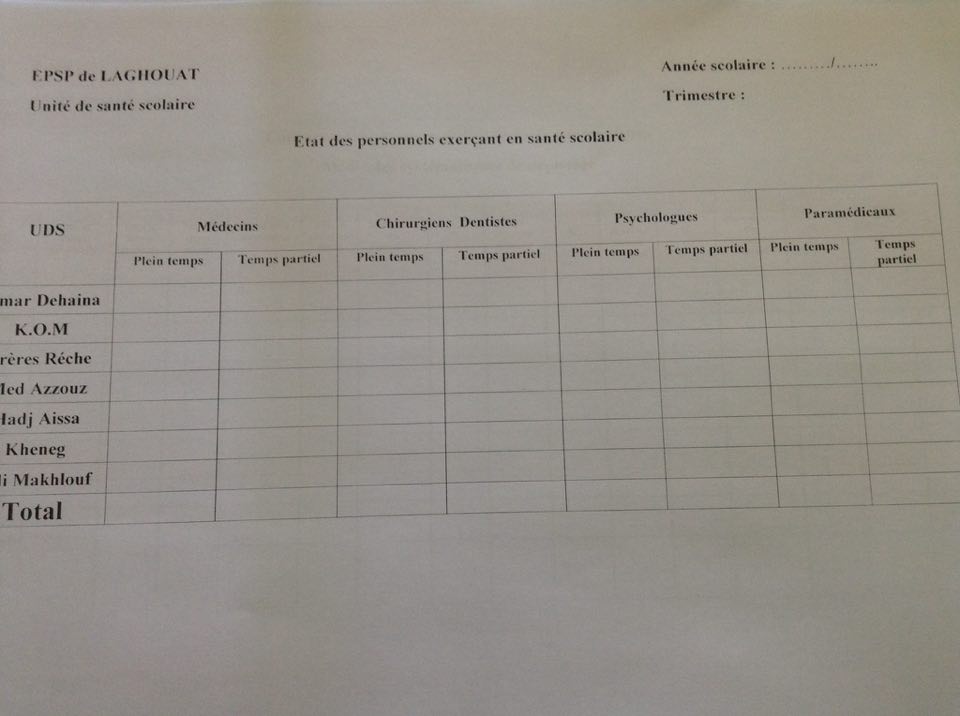 EPSP de LAGHOUAT
Unité de santé scolaire
Année scolaire : ........./........
Trimestre :
Etat des personnels exerçant en santé scolaire
UDS Médecins Chirurgiens Dentistes Psychologues Paramédicaux
Plein temps Temps partiel Plein temps Temps partiel Plein temps Temps partiel Plein temps Temps partiel
mar Dehaina
K.O.M
rères Réche
Med Azzouz
Hadj Aissa
Kheneg
di Makhlouf
Total